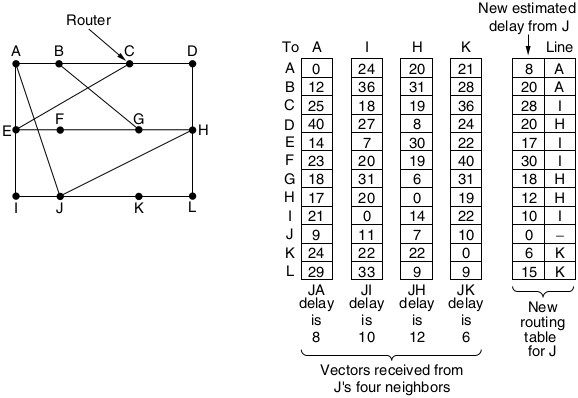 Router
A B C D
E F G H
I J K L
New estimated
delay from J
To A I H K Line
A 0 24 20 21 8 A
B 12 36 31 28 20 A
C 25 18 19 36 28 I
D 40 27 8 24 20 H
E 14 7 30 22 17 I
F 23 20 19 40 30 I
G 18 31 6 31 18 H
H 17 20 0 19 12 H
I 21 0 14 22 10 I
J 9 11 7 10 0 –
K 24 22 22 0 6 K
L 29 33 9 9 15 K
JA JI JH JK
delay delay delay delay
is is is is
8 10 12 6
New
routing
table
for J
Vectors received from
J's four neighbors